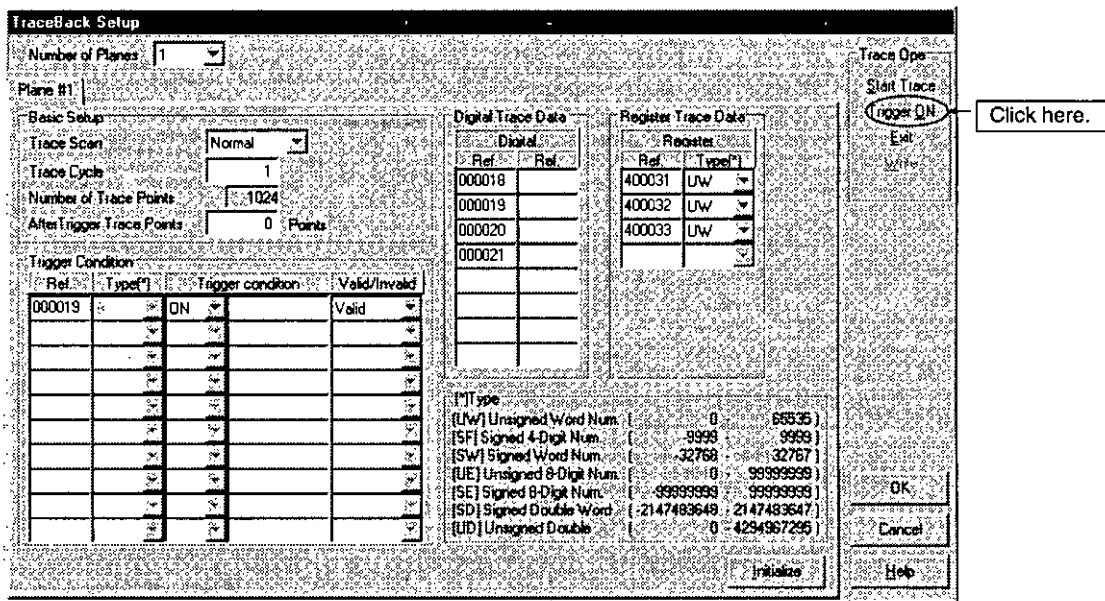 TraceBack Setup
Number of Planes 1
Plane #1
Basic Setup
Trace Scan Normal
Trace Cycle 1
Number of Trace Points 1024
AfterTrigger Trace Points 0 Points
Digital Trace Data
Digital
Ref. Ref.
000018
000019
000020
000021
Register Trace Data
Register
Ref. Type(*)
400031 UW
400032 UW
400033 UW
Trigger Condition
Ref. Type(*) Trigger condition Valid/Invalid
000019 ON Valid
[*]Type
[UW] Unsigned Word Num. ( 0 - 65535 )
[SF] Signed 4-Digit Num. ( -9999 - 9999 )
[SW] Signed Word Num. ( -32768 - 32767 )
[UE] Unsigned 8-Digit Num. ( 0 - 99999999 )
[SE] Signed 8-Digit Num. ( -99999999 - 99999999 )
[SD] Signed Double Word ( -2147483648 - 2147483647 )
[UD] Unsigned Double ( 0 - 4294967295 )
Initialize
Trace Ope
Start Trace
Trigger ON
Exit
Write
Click here.
OK
Cancel
Help